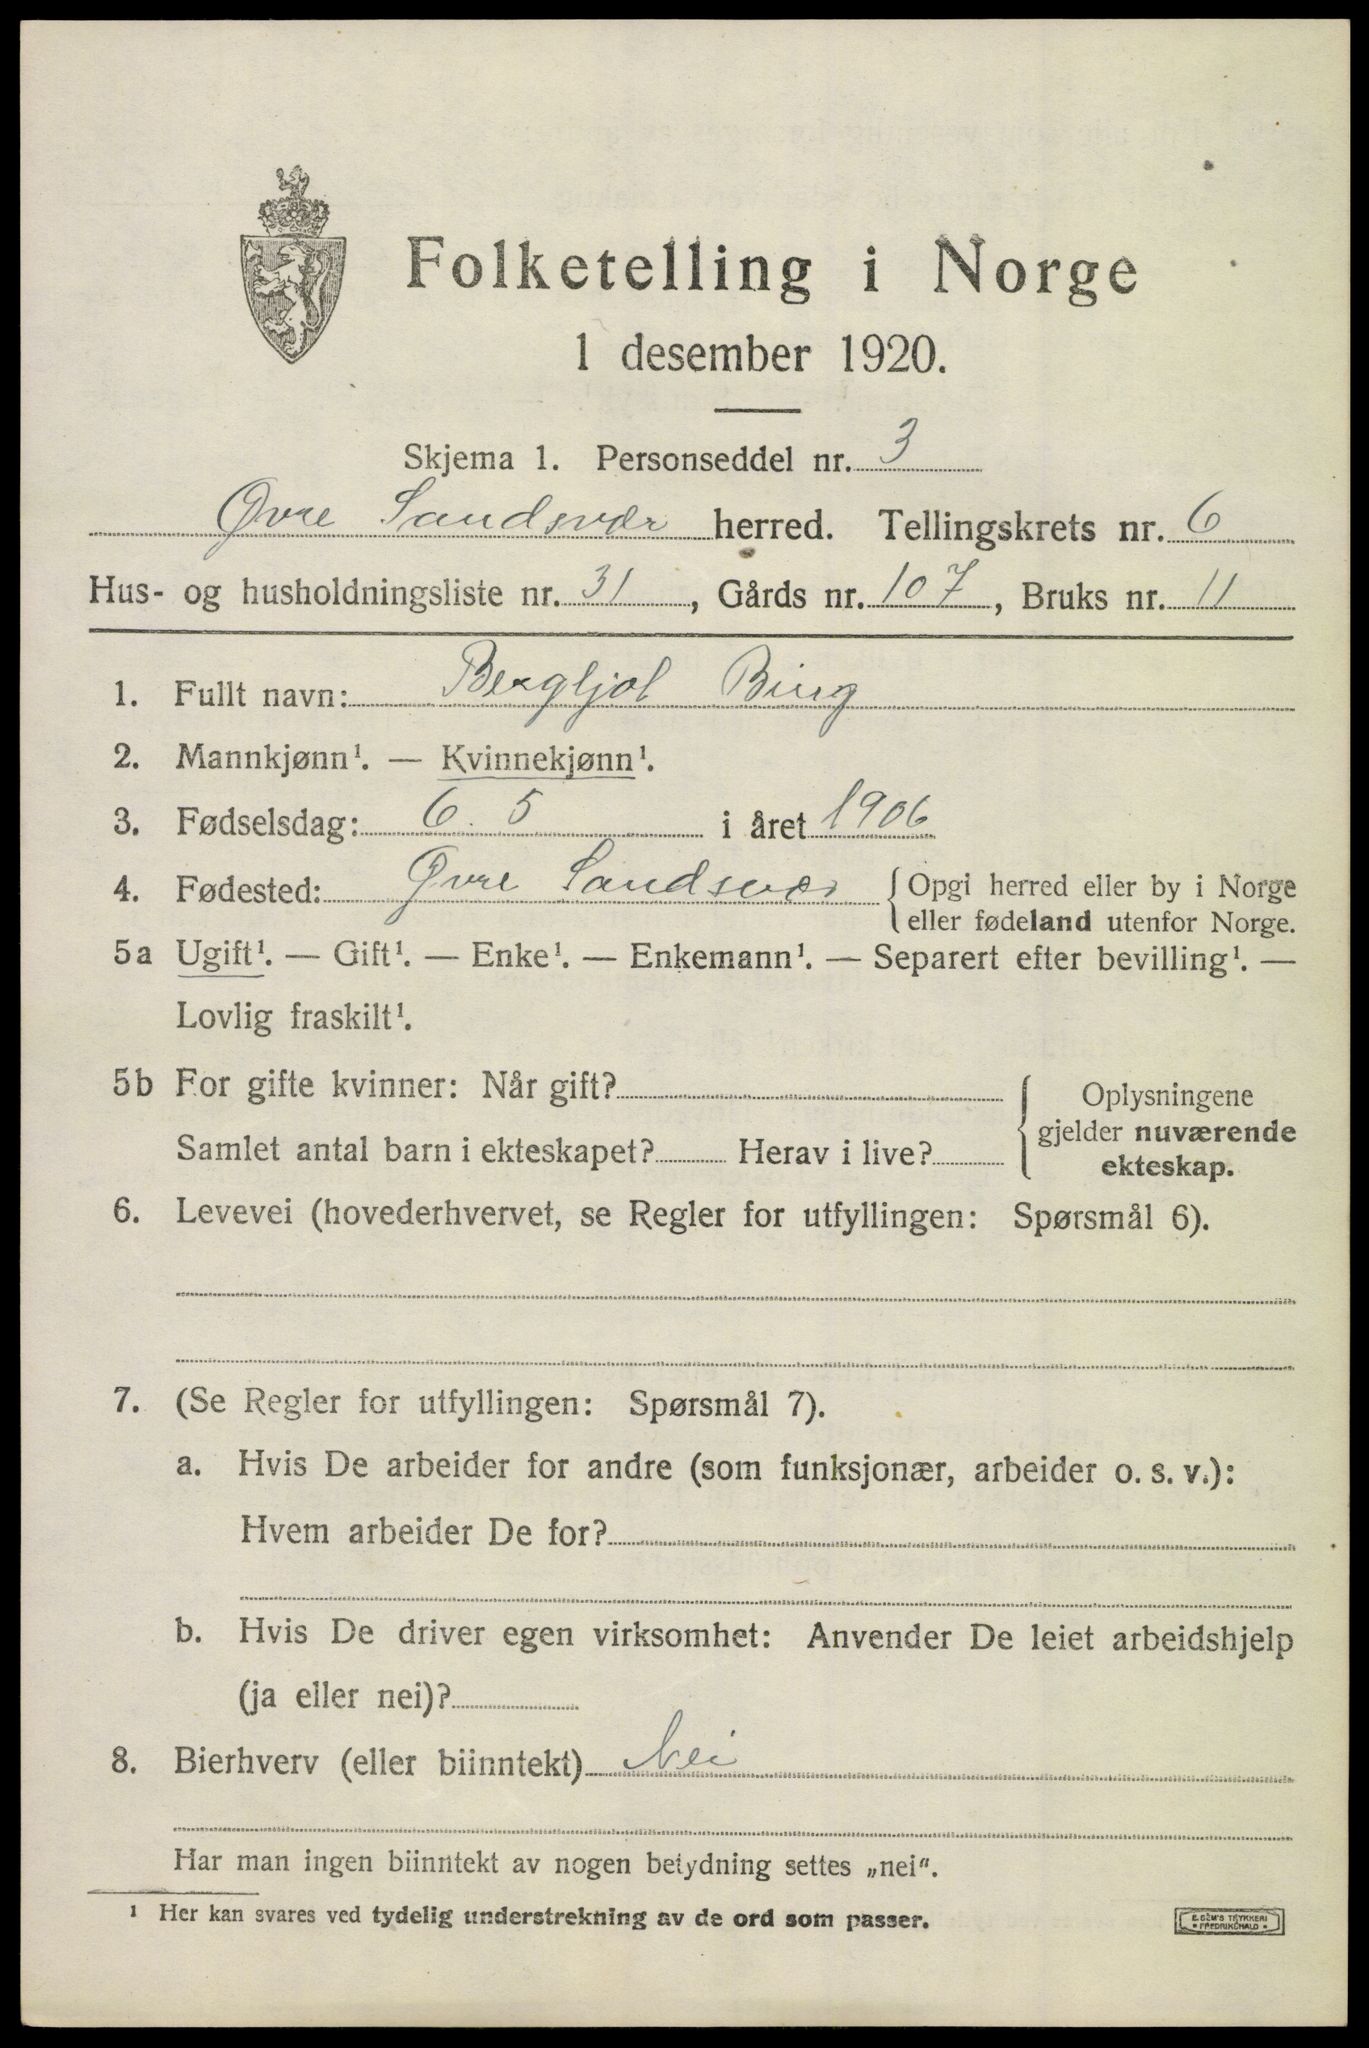 Folketelling i Norge
1 desember 1920.
Skjema 1. Personseddel nr. 3
Øvre Sandsvær herred. Tellingskrets nr. 6
Hus- og husholdningsliste nr. 31, Gårds nr. 107, Bruks nr. 11
1. Fullt navn: Bergljot Bing
2. Mannkjønn¹. — Kvinnekjønn¹.
3. Fødselsdag: 6. 5 i året 1906
4. Fødested: Øvre Sandsvær { Opgi herred eller by i Norge
eller fødeland utenfor Norge.
5a Ugift¹. — Gift¹. — Enke¹. — Enkemann¹. — Separert efter bevilling¹. —
Lovlig fraskilt¹.
5b For gifte kvinner: Når gift?
Samlet antal barn i ekteskapet? Herav i live?
Oplysningene
gjelder nuværende
ekteskap.
6. Levevei (hovederhvervet, se Regler for utfyllingen: Spørsmål 6).
7. (Se Regler for utfyllingen: Spørsmål 7).
a. Hvis De arbeider for andre (som funksjonær, arbeider o. s. v.):
Hvem arbeider De for?
b. Hvis De driver egen virksomhet: Anvender De leiet arbeidshjelp
(ja eller nei)?
8. Bierhverv (eller biinntekt) Nei
Har man ingen biinntekt av nogen betydning settes „nei“.
¹ Her kan svares ved tydelig understrekning av de ord som passer.
E. SEM'S TRYKKERI
• FREDRIKSHALD •